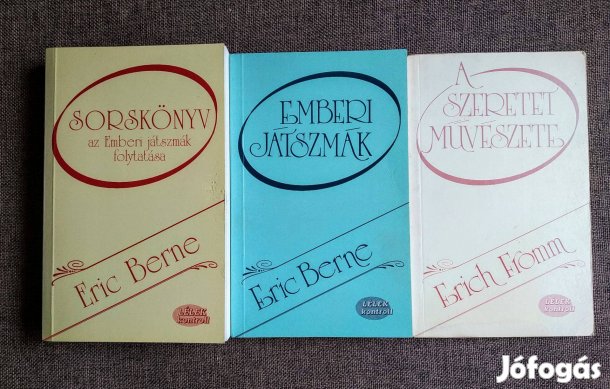 SORSKÖNYV
az Emberi játszmák
folytatása
Eric Berne
LÉLEK
kontroll
EMBERI
JÁTSZMÁK
Eric Berne
LÉLEK
kontroll
A
SZERETET
MŰVÉSZETE
Erich Fromm
LÉLEK
kontroll
Jófogás